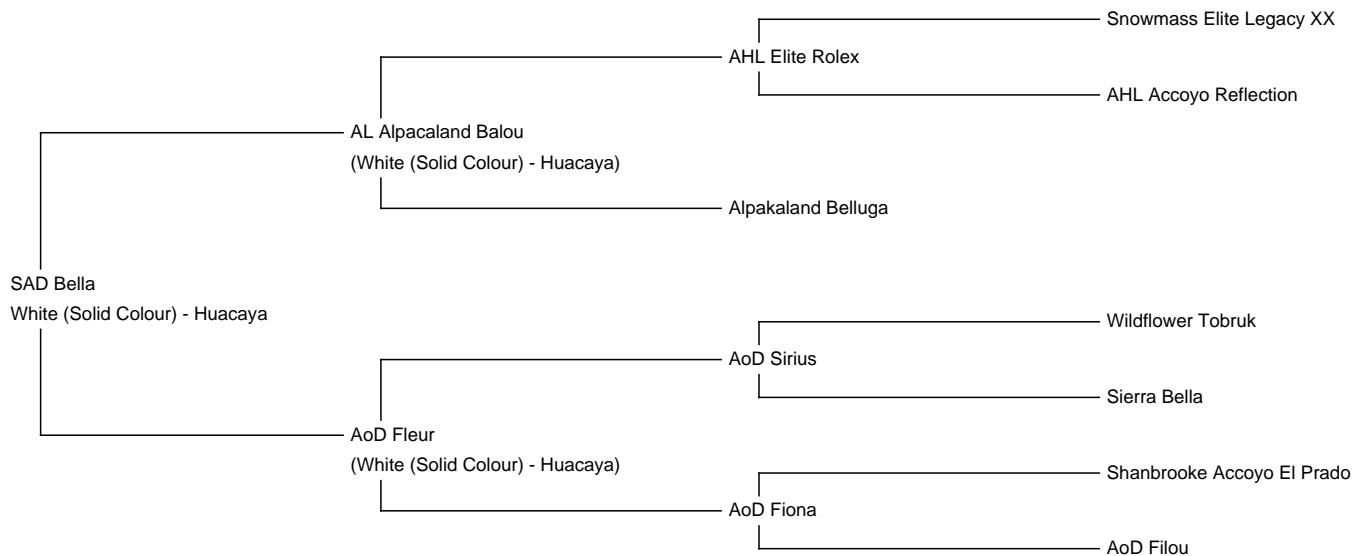 Snowmass Elite Legacy XX
AHL Elite Rolex
AHL Accoyo Reflection
AL Alpacaland Balou
(White (Solid Colour) - Huacaya)
Alpakaland Belluga
SAD Bella
White (Solid Colour) - Huacaya
Wildflower Tobruk
AoD Sirius
Sierra Bella
AoD Fleur
(White (Solid Colour) - Huacaya)
Shanbrooke Accoyo El Prado
AoD Fiona
AoD Filou